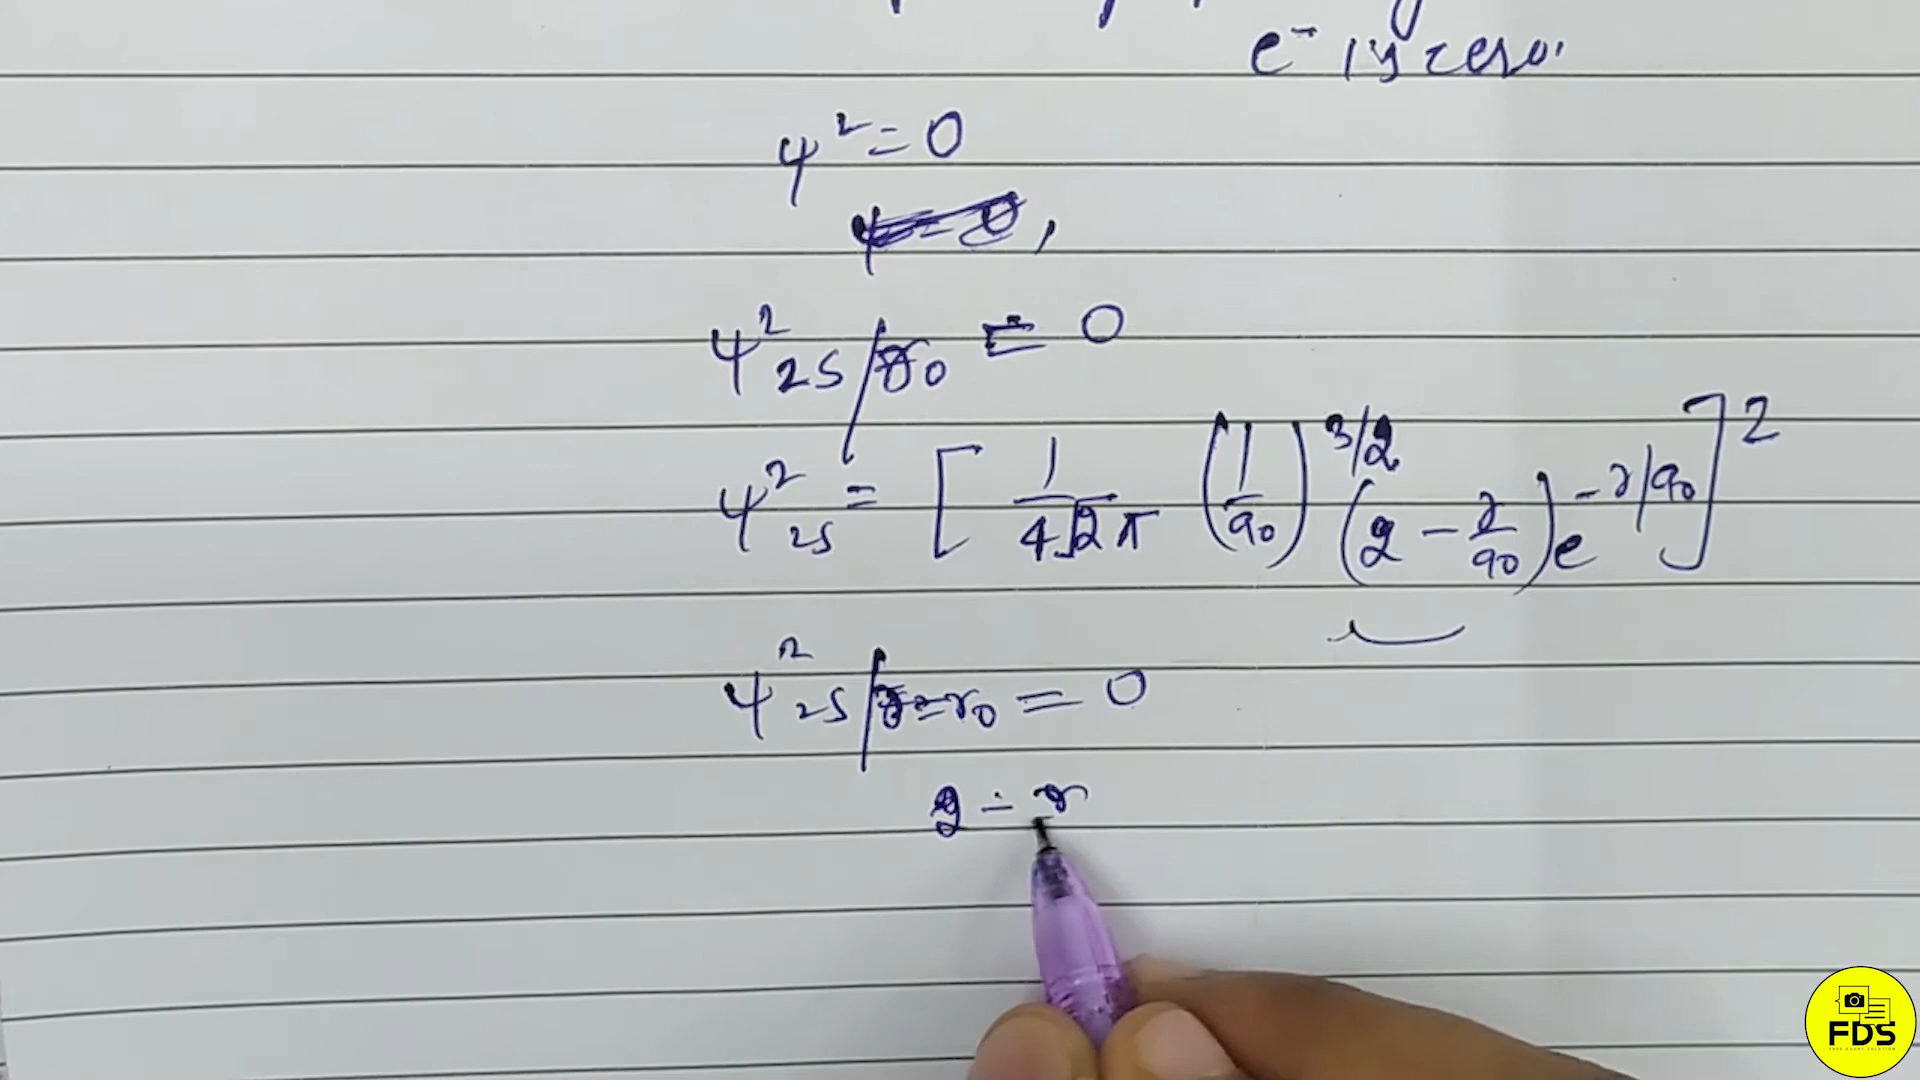 e⁻ is zero.
ψ² = 0
ψ = 0,
ψ²2s/r0 = 0
ψ²2s = [ 1/4√2π (1/a0)^3/2 (2 - r/a0) e^-r/a0 ]²
ψ²2s/r=r0 = 0
2 - r
FDS